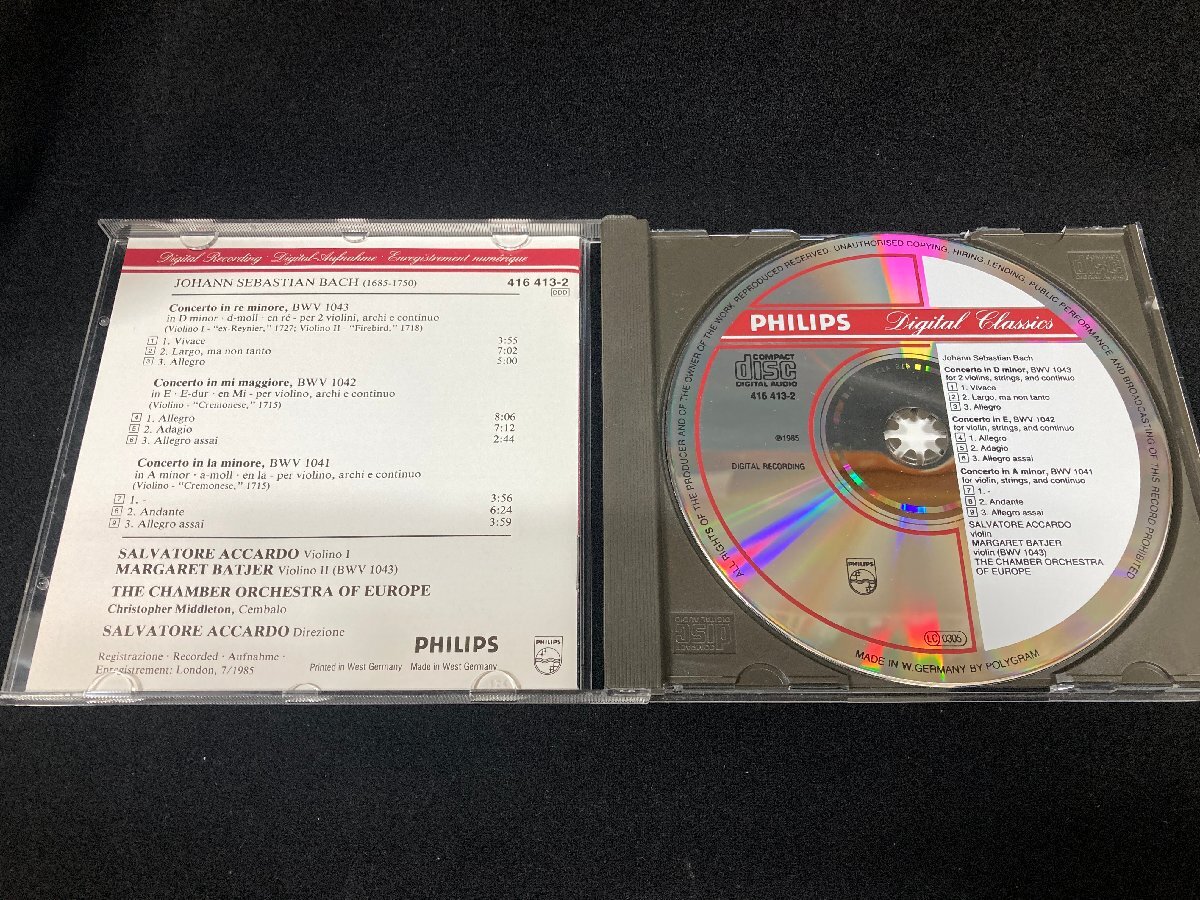 Digital Recording · Digital-Aufnahme · Enregistrement numérique
JOHANN SEBASTIAN BACH (1685-1750)
416 413-2
DDD
Concerto in re minore, BWV 1043
in D minor · d-moll · en ré - per 2 violini, archi e continuo
(Violino I - "ex-Reynier," 1727; Violino II - "Firebird," 1718)
1 1. Vivace 3:55
2 2. Largo, ma non tanto 7:02
3 3. Allegro 5:00
Concerto in mi maggiore, BWV 1042
in E · E-dur · en Mi - per violino, archi e continuo
(Violino - "Cremonese," 1715)
4 1. Allegro 8:06
5 2. Adagio 7:12
6 3. Allegro assai 2:44
Concerto in la minore, BWV 1041
in A minor · a-moll · en la - per violino, archi e continuo
(Violino - "Cremonese," 1715)
7 1. - 3:56
8 2. Andante 6:24
9 3. Allegro assai 3:59
SALVATORE ACCARDO Violino I
MARGARET BATJER Violino II (BWV 1043)
THE CHAMBER ORCHESTRA OF EUROPE
Christopher Middleton, Cembalo
SALVATORE ACCARDO Direzione
Registrazione · Recorded · Aufnahme ·
Enregistrement: London, 7/1985
PHILIPS
Printed in West Germany Made in West Germany
PHILIPS
ALL RIGHTS OF THE PRODUCER AND OF THE OWNER OF THE WORK REPRODUCED RESERVED. UNAUTHORISED COPYING, HIRING, LENDING, PUBLIC PERFORMANCE AND BROADCASTING OF THIS RECORD PROHIBITED.
PHILIPS Digital Classics
COMPACT
disc
DIGITAL AUDIO
416 413-2
℗1985
DIGITAL RECORDING
PHILIPS
Johann Sebastian Bach
Concerto in D minor, BWV 1043
for 2 violins, strings, and continuo
1 1. Vivace
2 2. Largo, ma non tanto
3 3. Allegro
Concerto in E, BWV 1042
for violin, strings, and continuo
4 1. Allegro
5 2. Adagio
6 3. Allegro assai
Concerto in A minor, BWV 1041
for violin, strings, and continuo
7 1. -
8 2. Andante
9 3. Allegro assai
SALVATORE ACCARDO
violin
MARGARET BATJER
violin (BWV 1043)
THE CHAMBER ORCHESTRA
OF EUROPE
LC 0305
MADE IN W. GERMANY BY POLYGRAM